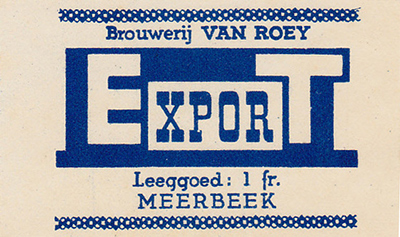 Brouwerij VAN ROEY
EXPORT
Leeggoed: 1 fr.
MEERBEEK